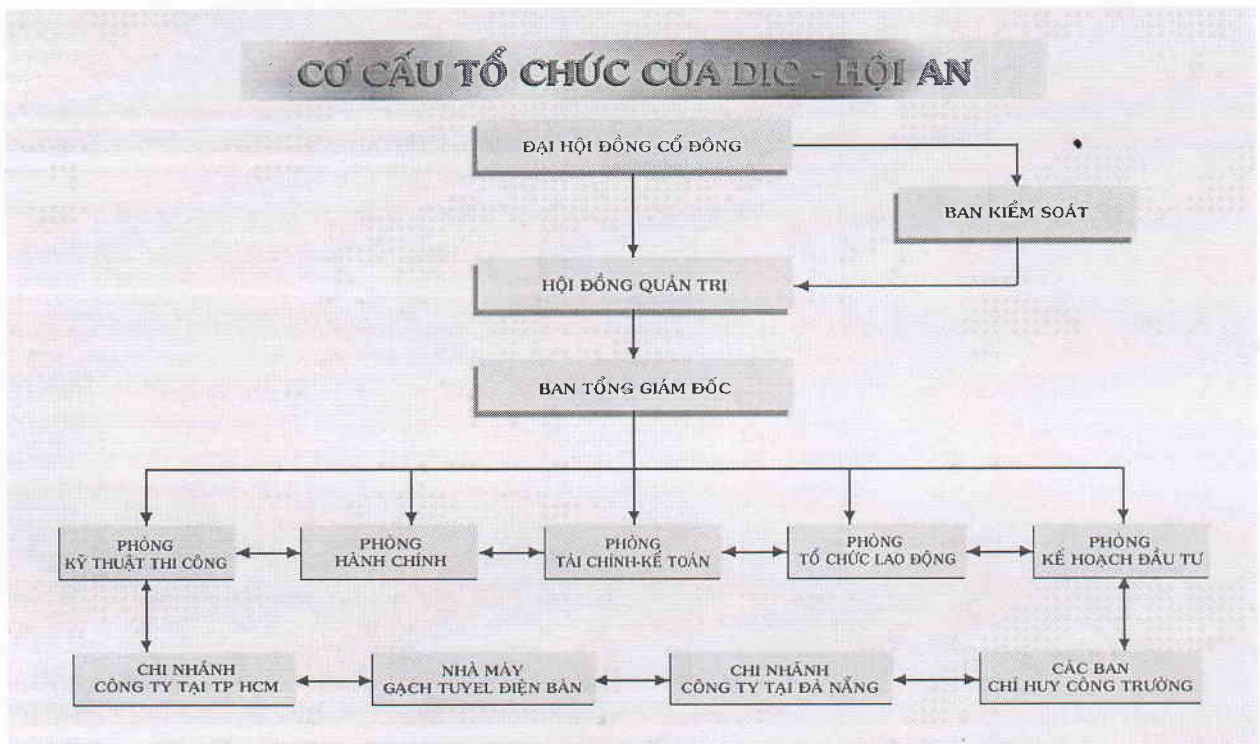 CƠ CẤU TỔ CHỨC CỦA DIC - HỘI AN
ĐẠI HỘI ĐỒNG CỔ ĐÔNG
BAN KIỂM SOÁT
HỘI ĐỒNG QUẢN TRỊ
BAN TỔNG GIÁM ĐỐC
PHÒNG
KỸ THUẬT THI CÔNG
PHÒNG
HÀNH CHÍNH
PHÒNG
TÀI CHÍNH-KẾ TOÁN
PHÒNG
TỔ CHỨC LAO ĐỘNG
PHÒNG
KẾ HOẠCH ĐẦU TƯ
CHI NHÁNH
CÔNG TY TẠI TP HCM
NHÀ MÁY
GẠCH TUYEL ĐIỆN BÀN
CHI NHÁNH
CÔNG TY TẠI ĐÀ NẴNG
CÁC BAN
CHỈ HUY CÔNG TRƯỜNG